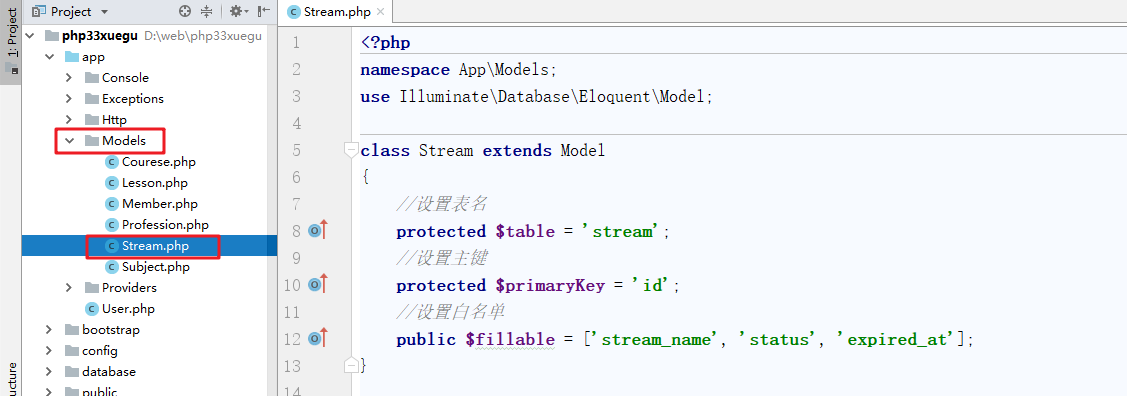 1: Project
ucture
Project
php33xuegu D:\web\php33xuegu
app
Console
Exceptions
Http
Models
Courese.php
Lesson.php
Member.php
Profession.php
Stream.php
Subject.php
Providers
User.php
bootstrap
config
database
public
Stream.php
1 <?php
2 namespace App\Models;
3 use Illuminate\Database\Eloquent\Model;
4
5 class Stream extends Model
6 {
7 //设置表名
8 protected $table = 'stream';
9 //设置主键
10 protected $primaryKey = 'id';
11 //设置白名单
12 public $fillable = ['stream_name', 'status', 'expired_at'];
13 }
14